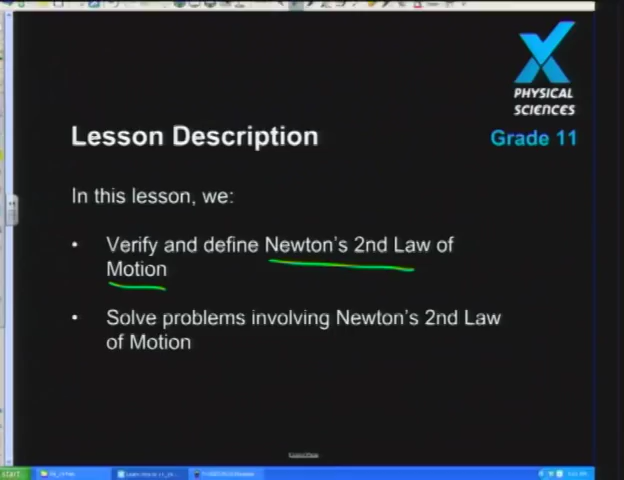 PHYSICAL
SCIENCES
Grade 11
Lesson Description
In this lesson, we:
• Verify and define Newton's 2nd Law of
Motion
• Solve problems involving Newton's 2nd Law
of Motion
START